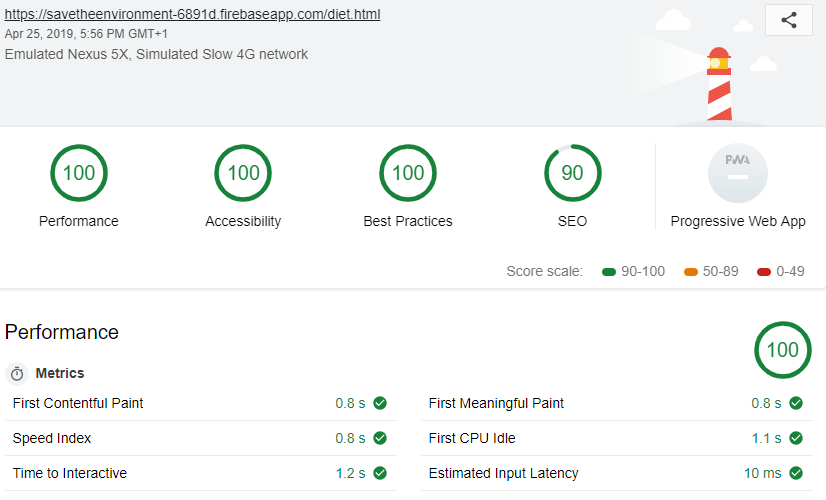 https://savetheenvironment-6891d.firebaseapp.com/diet.html
Apr 25, 2019, 5:56 PM GMT+1
Emulated Nexus 5X, Simulated Slow 4G network
100 100 100 90 PWA
Performance Accessibility Best Practices SEO Progressive Web App
Score scale: 90-100 50-89 0-49
Performance 100
Metrics
First Contentful Paint 0.8 s First Meaningful Paint 0.8 s
Speed Index 0.8 s First CPU Idle 1.1 s
Time to Interactive 1.2 s Estimated Input Latency 10 ms